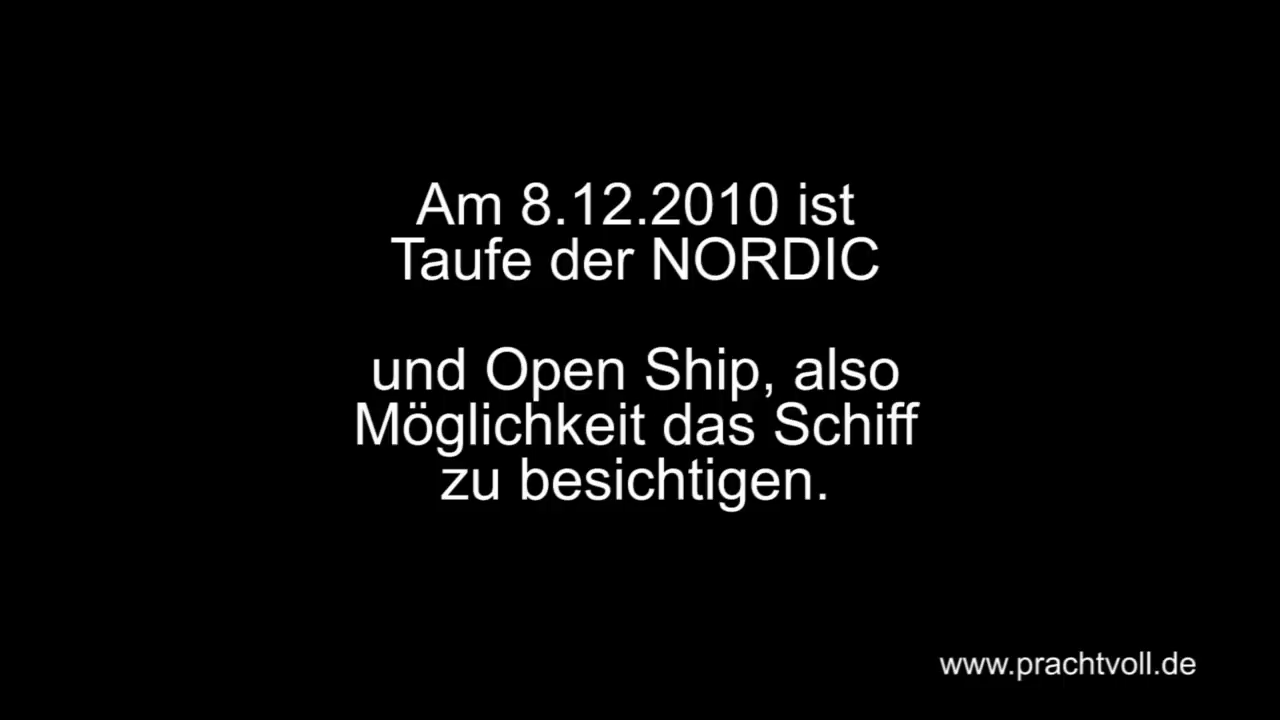 Am 8.12.2010 ist
Taufe der NORDIC
und Open Ship, also
Möglichkeit das Schiff
zu besichtigen.
www.prachtvoll.de